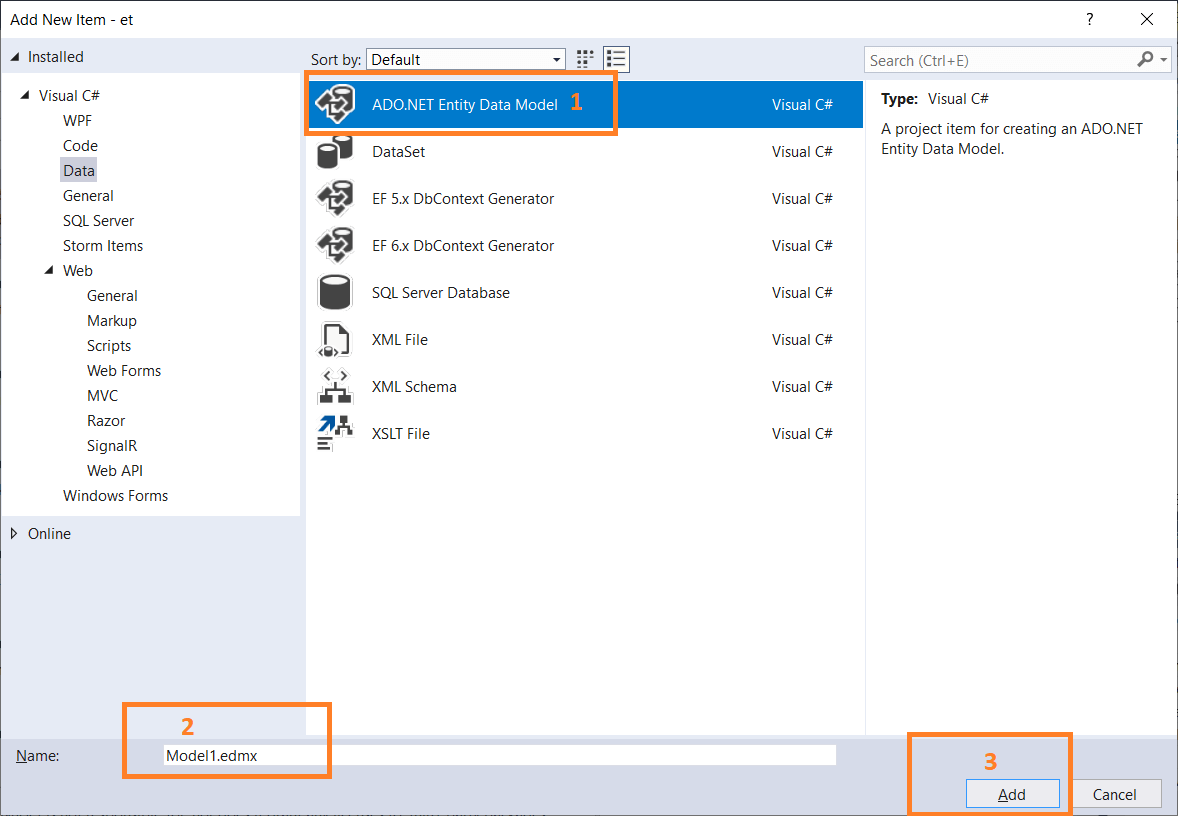 Add New Item - et
?
Installed
Sort by: Default
Search (Ctrl+E)
Visual C#
WPF
Code
Data
General
SQL Server
Storm Items
Web
General
Markup
Scripts
Web Forms
MVC
Razor
SignalR
Web API
Windows Forms
Online
ADO.NET Entity Data Model 1 Visual C#
DataSet Visual C#
EF 5.x DbContext Generator Visual C#
EF 6.x DbContext Generator Visual C#
SQL Server Database Visual C#
XML File Visual C#
XML Schema Visual C#
XSLT File Visual C#
Type: Visual C#
A project item for creating an ADO.NET
Entity Data Model.
2
Name: Model1.edmx
3
Add Cancel